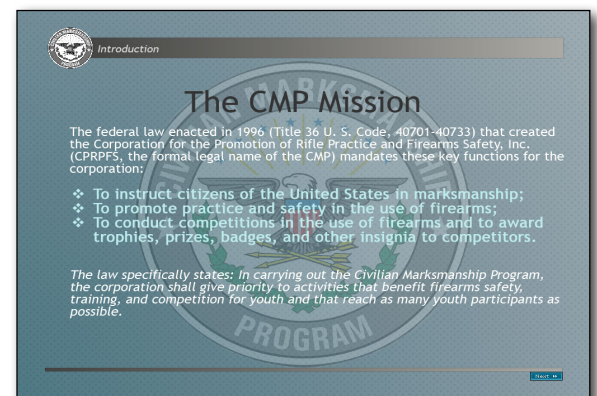 Introduction
The CMP Mission
The federal law enacted in 1996 (Title 36 U. S. Code, 40701-40733) that created
the Corporation for the Promotion of Rifle Practice and Firearms Safety, Inc.
(CPRPFS, the formal legal name of the CMP) mandates these key functions for the
corporation:
❖ To instruct citizens of the United States in marksmanship;
❖ To promote practice and safety in the use of firearms;
❖ To conduct competitions in the use of firearms and to award
trophies, prizes, badges, and other insignia to competitors.
The law specifically states: In carrying out the Civilian Marksmanship Program,
the corporation shall give priority to activities that benefit firearms safety,
training, and competition for youth and that reach as many youth participants as
possible.
CIVILIAN MARKSMANSHIP
PROGRAM
Next